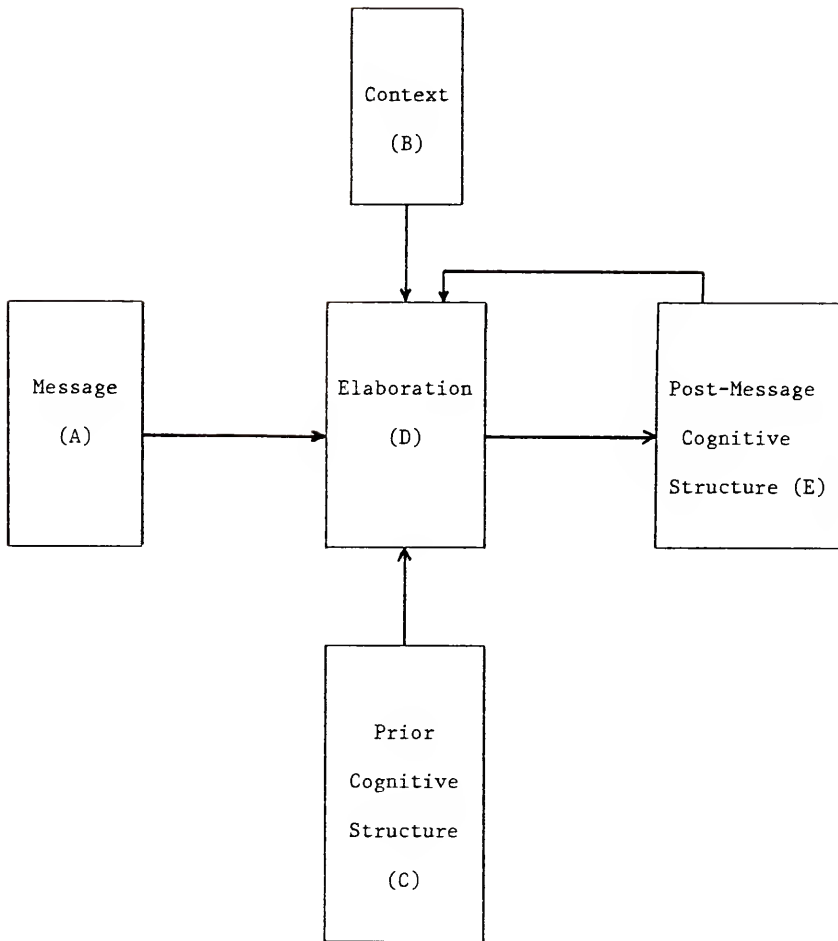 Context
(B)
Message
(A)
Elaboration
(D)
Post-Message
Cognitive
Structure (E)
Prior
Cognitive
Structure
(C)